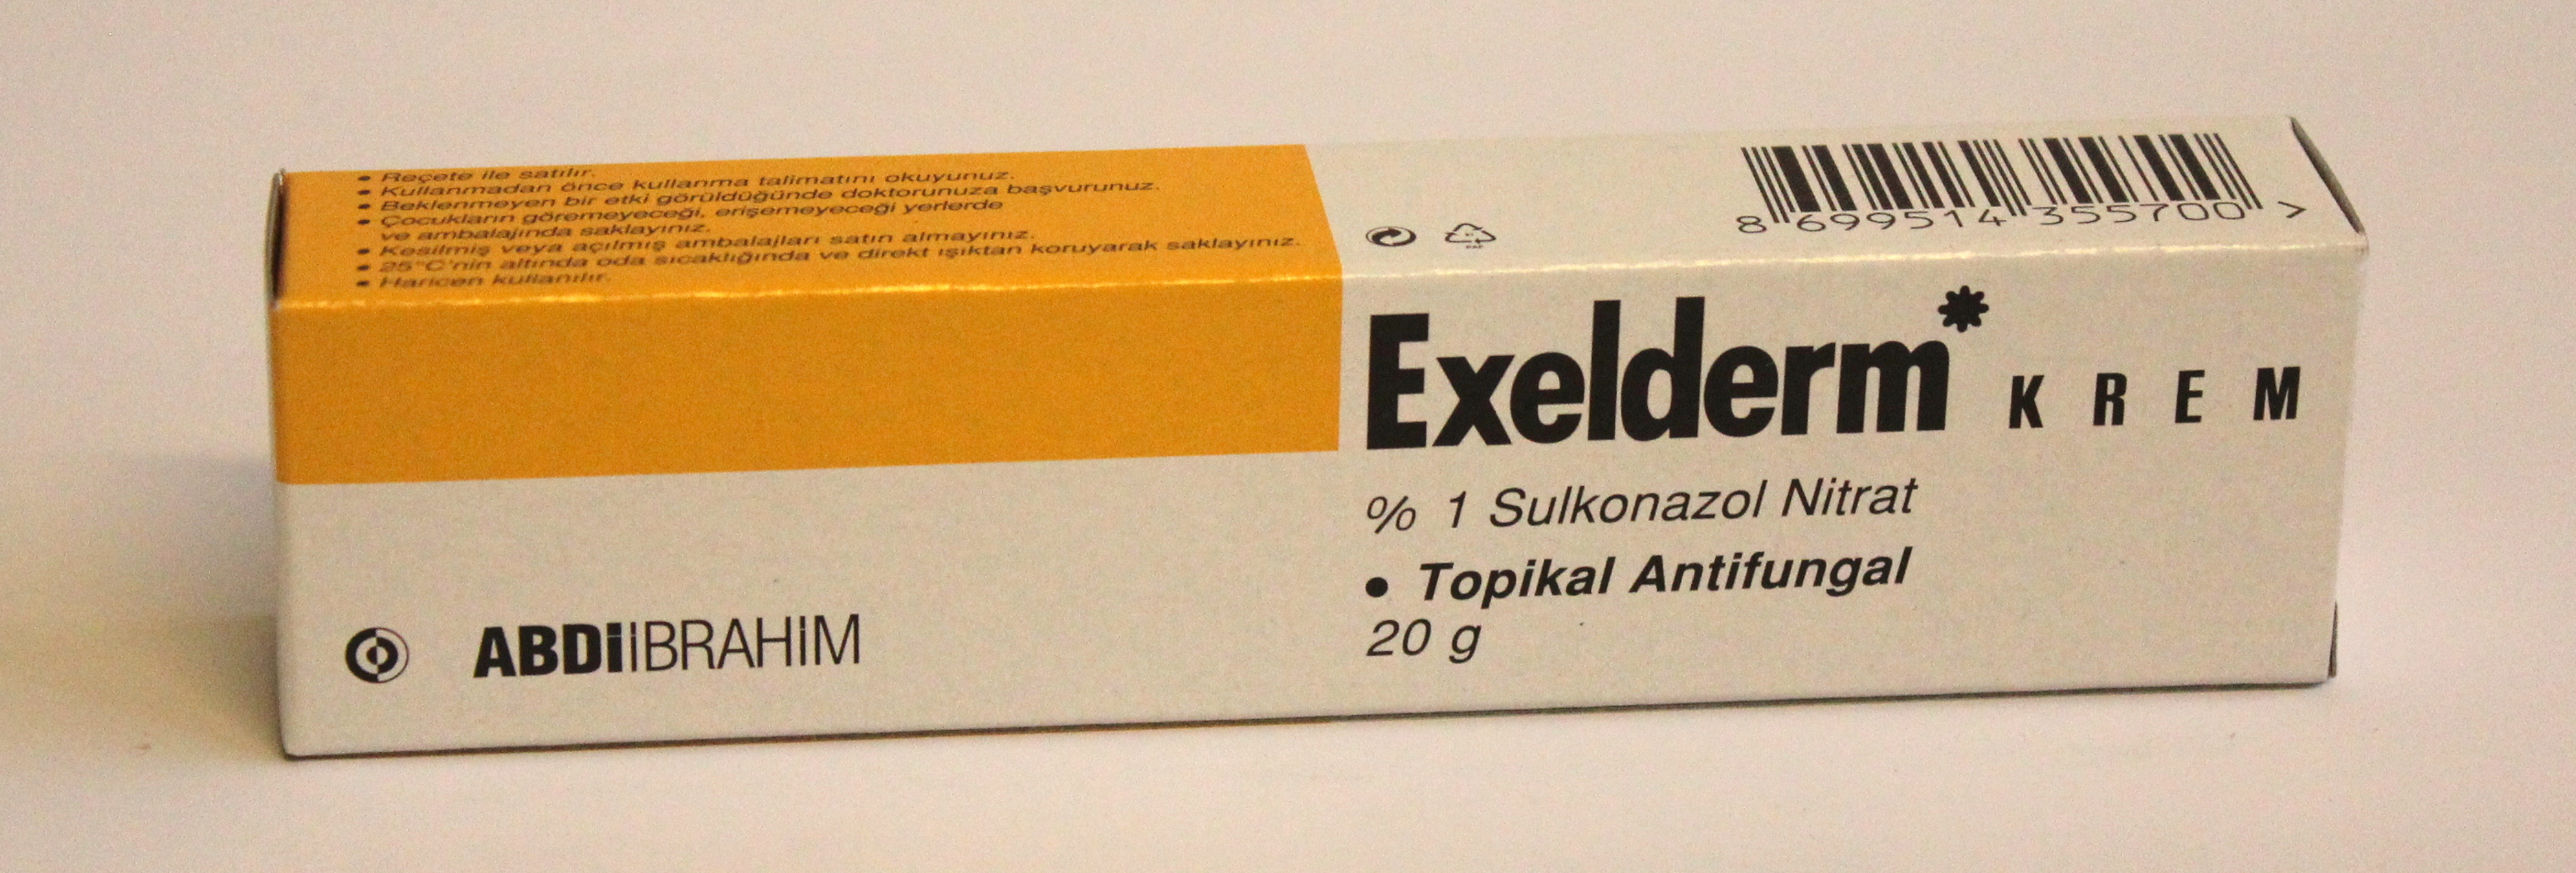 • Reçete ile satılır.
• Kullanmadan önce kullanma talimatını okuyunuz.
• Beklenmeyen bir etki görüldüğünde doktorunuza başvurunuz.
• Çocukların göremeyeceği, erişemeyeceği yerlerde
ve ambalajında saklayınız.
• Kesilmiş veya açılmış ambalajları satın almayınız.
• 25°C'nin altında oda sıcaklığında ve direkt ışıktan koruyarak saklayınız.
• Haricen kullanılır.
8 699514 355700 >
Exelderm* KREM
% 1 Sulkonazol Nitrat
• Topikal Antifungal
20 g
ABDİİBRAHİM